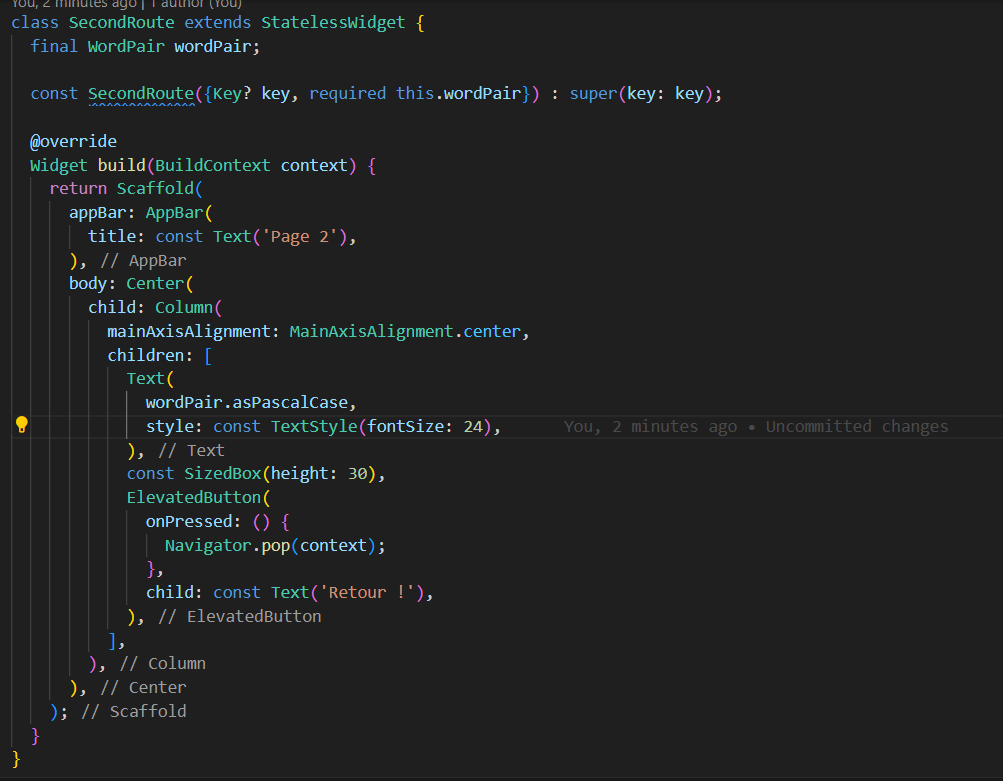 You, 2 minutes ago | 1 author (You)
class SecondRoute extends StatelessWidget {
  final WordPair wordPair;

  const SecondRoute({Key? key, required this.wordPair}) : super(key: key);

  @override
  Widget build(BuildContext context) {
    return Scaffold(
      appBar: AppBar(
        title: const Text('Page 2'),
      ), // AppBar
      body: Center(
        child: Column(
          mainAxisAlignment: MainAxisAlignment.center,
          children: [
            Text(
              wordPair.asPascalCase,
              style: const TextStyle(fontSize: 24),      You, 2 minutes ago • Uncommitted changes
            ), // Text
            const SizedBox(height: 30),
            ElevatedButton(
              onPressed: () {
                Navigator.pop(context);
              },
              child: const Text('Retour !'),
            ), // ElevatedButton
          ],
        ), // Column
      ), // Center
    ); // Scaffold
  }
}